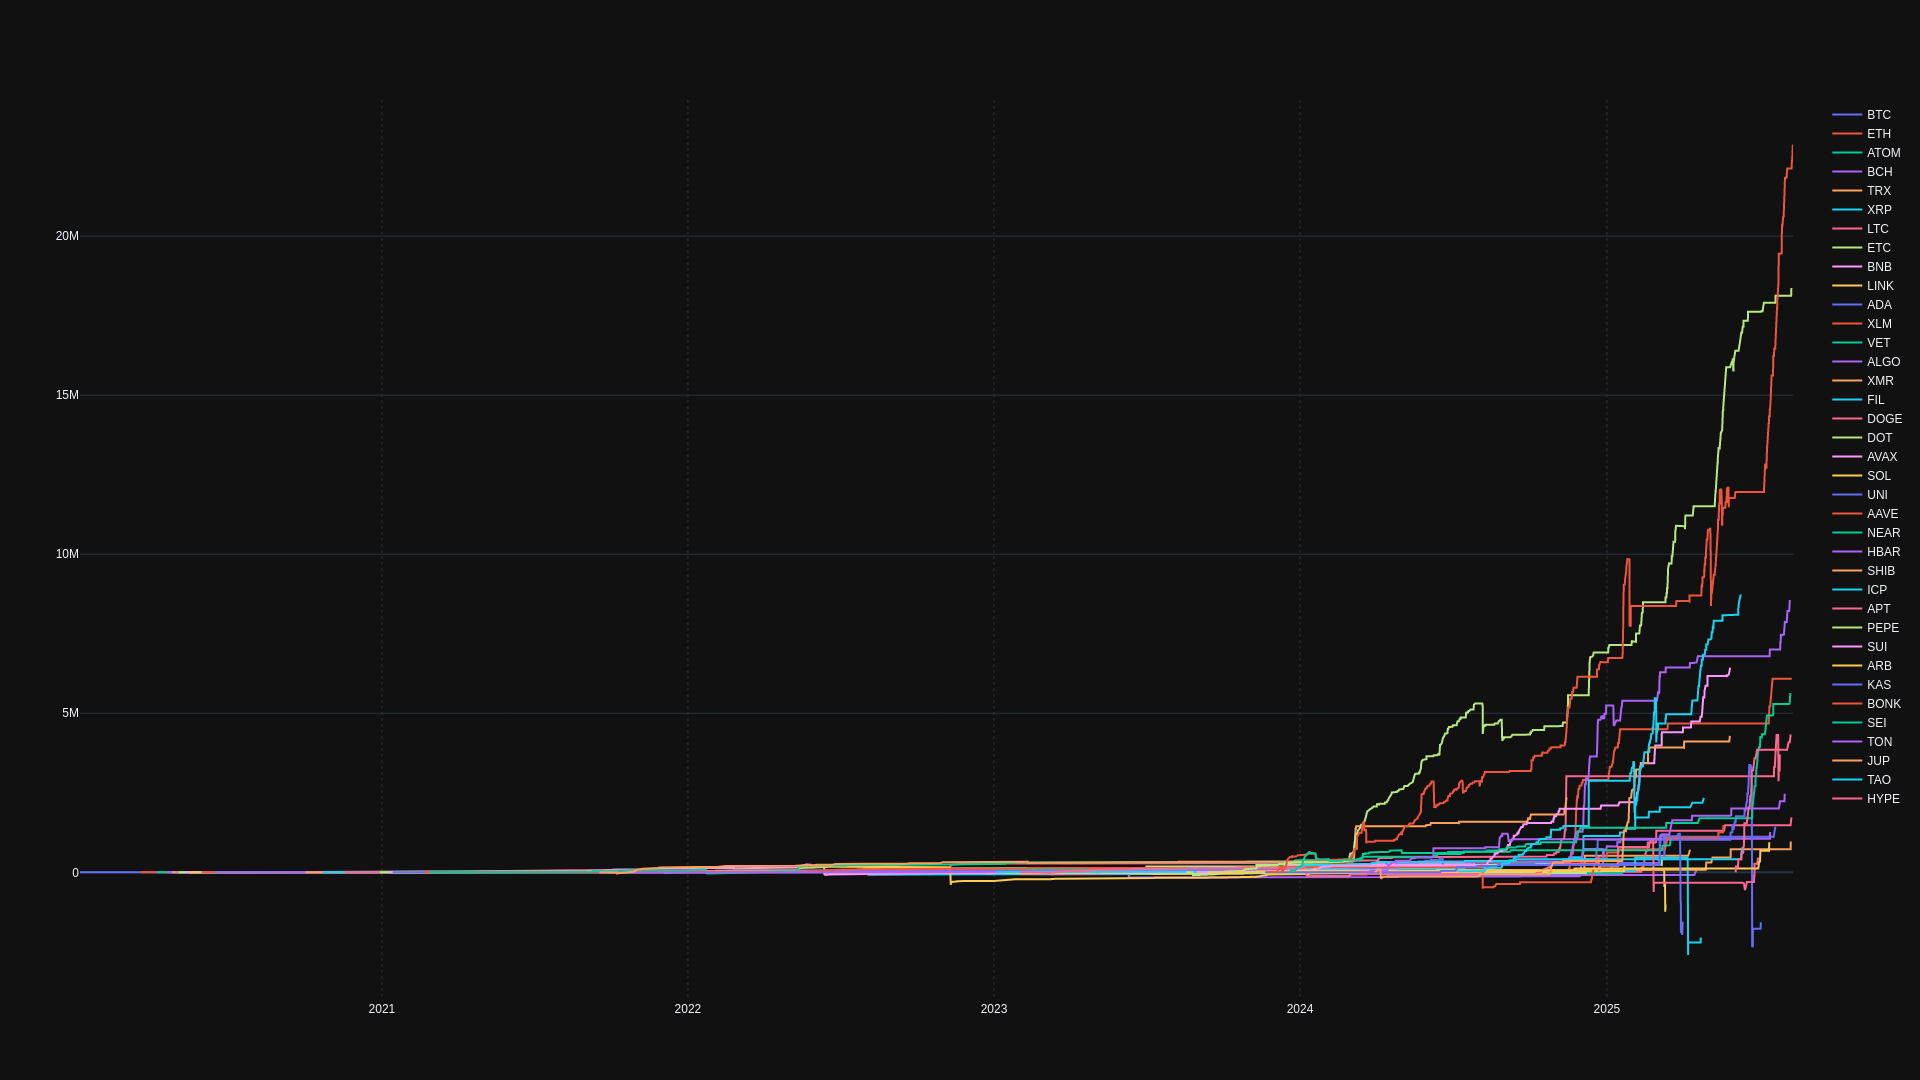 20M
15M
10M
5M
0
2021
2022
2023
2024
2025
BTC
ETH
ATOM
BCH
TRX
XRP
LTC
ETC
BNB
LINK
ADA
XLM
VET
ALGO
XMR
FIL
DOGE
DOT
AVAX
SOL
UNI
AAVE
NEAR
HBAR
SHIB
ICP
APT
PEPE
SUI
ARB
KAS
BONK
SEI
TON
JUP
TAO
HYPE